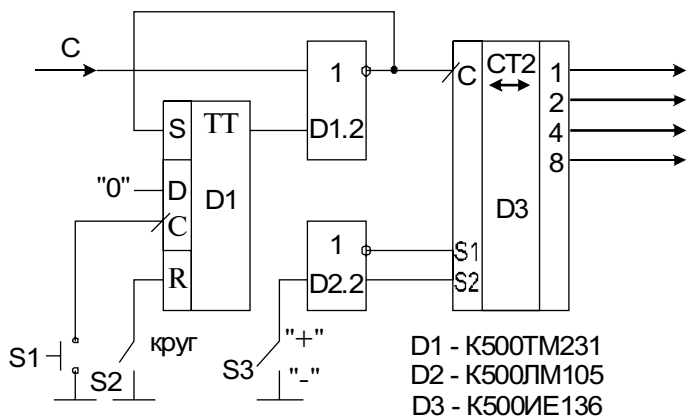 C
1
D1.2
S
TT
"0"
D
C
R
D1
C
CT2
1
2
4
8
D3
S1
S2
1
D2.2
S1
S2
круг
S3
"+"
"-"
D1 - К500ТМ231
D2 - К500ЛМ105
D3 - К500ИЕ136